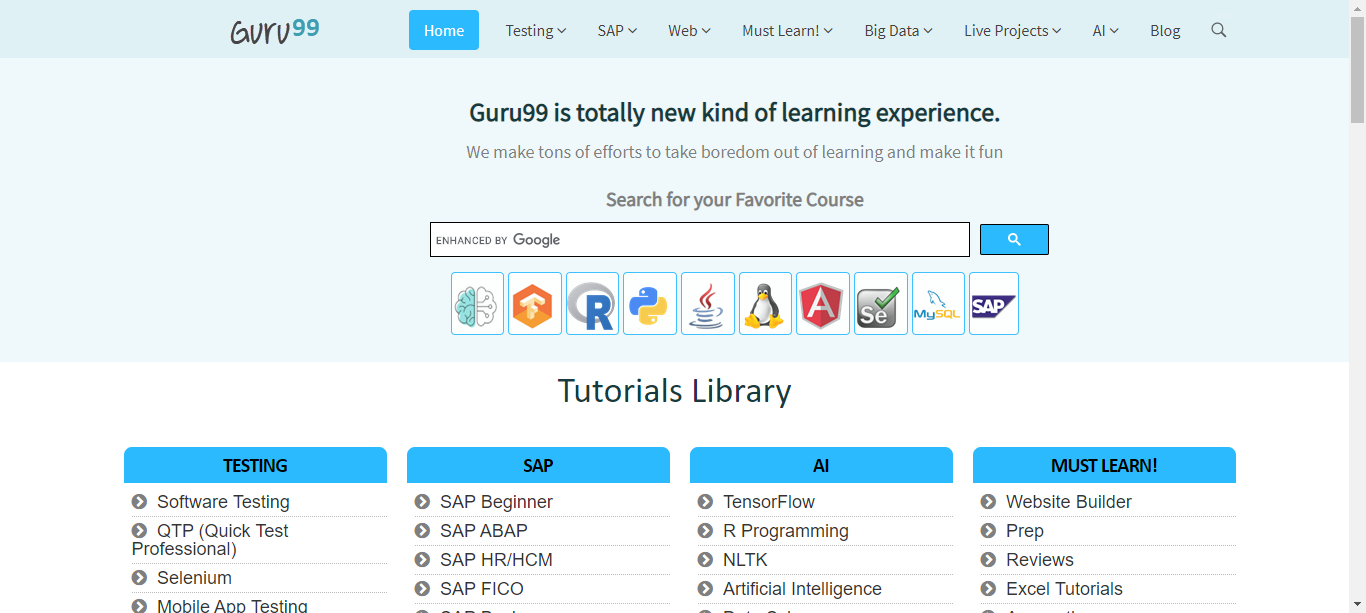 Guru99
Home Testing SAP Web Must Learn! Big Data Live Projects AI Blog
Guru99 is totally new kind of learning experience.
We make tons of efforts to take boredom out of learning and make it fun
Search for your Favorite Course
ENHANCED BY Google
R Se MySQL SAP
A
Tutorials Library
TESTING
Software Testing
QTP (Quick Test
Professional)
Selenium
Mobile App Testing
SAP
SAP Beginner
SAP ABAP
SAP HR/HCM
SAP FICO
AI
TensorFlow
R Programming
NLTK
Artificial Intelligence
MUST LEARN!
Website Builder
Prep
Reviews
Excel Tutorials